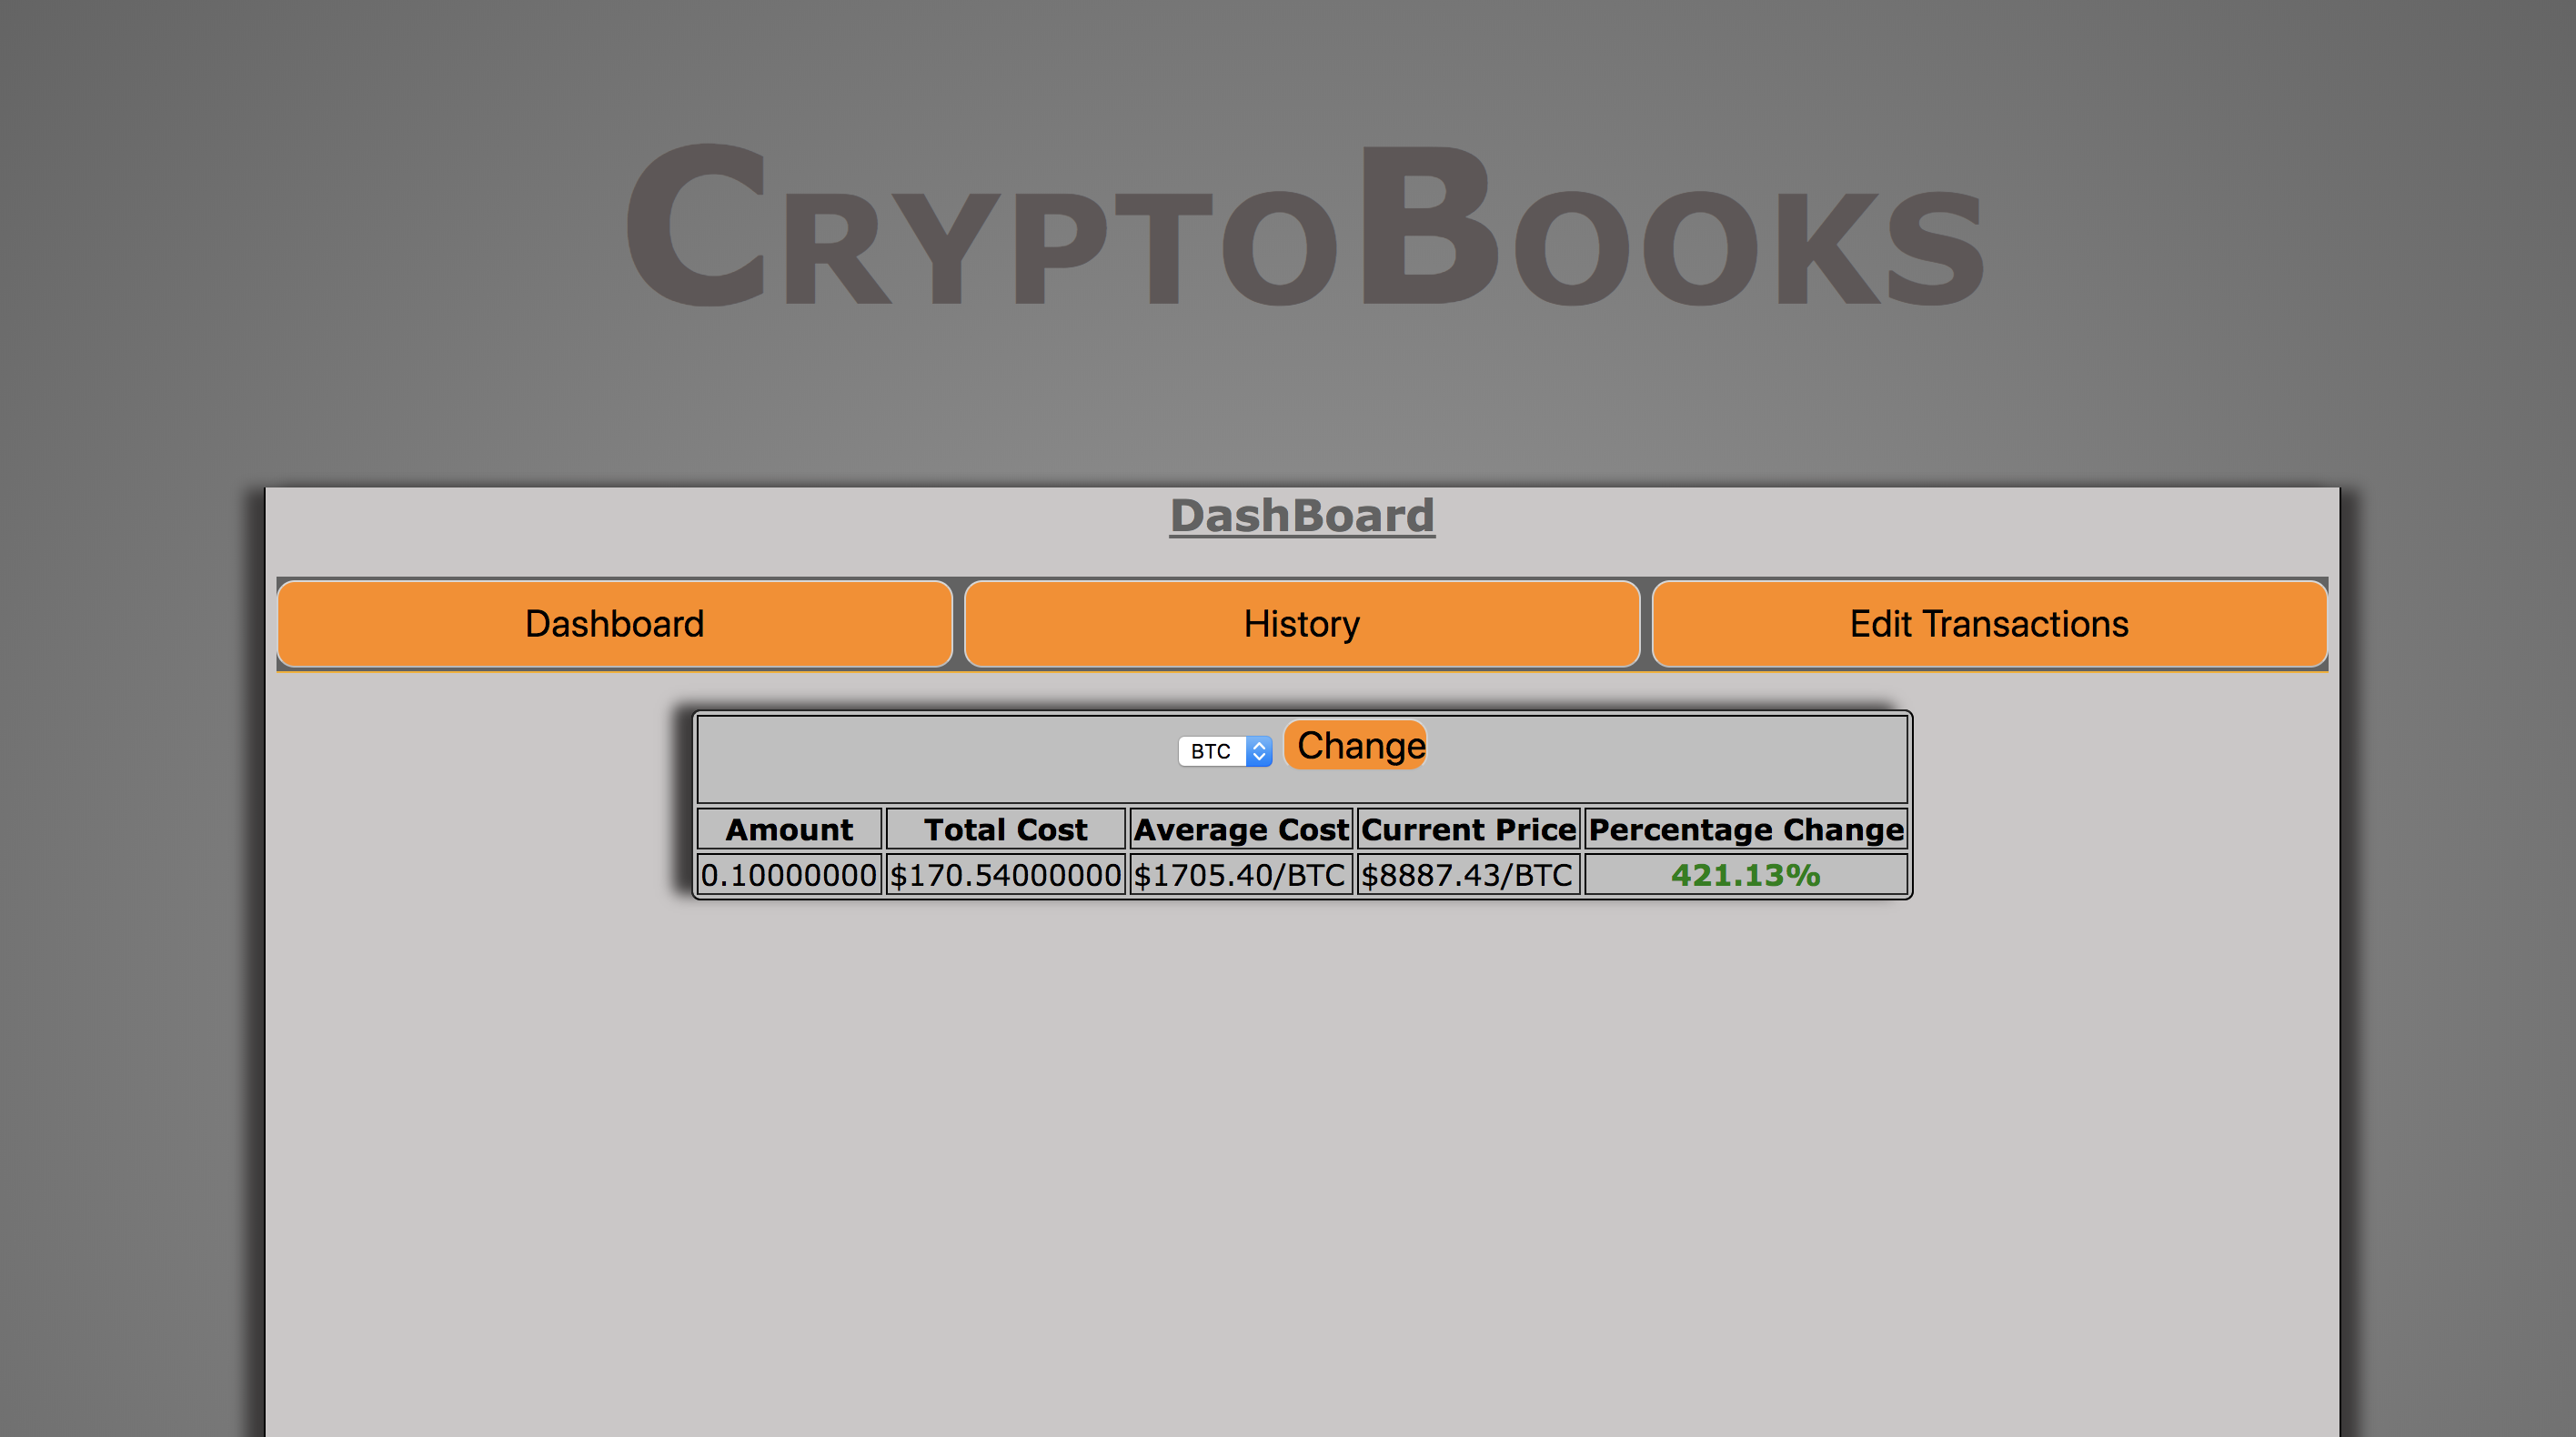 CryptoBooks
DashBoard
Dashboard History Edit Transactions
BTC Change
Amount Total Cost Average Cost Current Price Percentage Change
0.10000000 $170.54000000 $1705.40/BTC $8887.43/BTC 421.13%